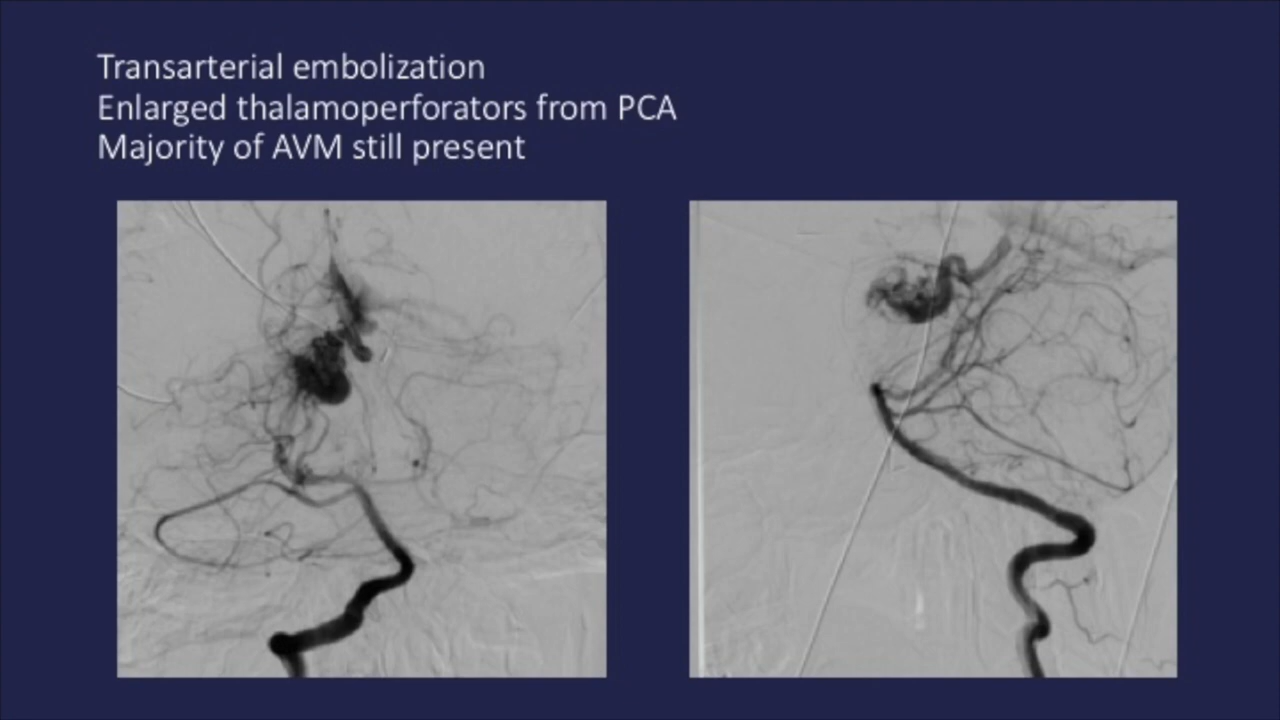 Transarterial embolization
Enlarged thalamoperforators from PCA
Majority of AVM still present